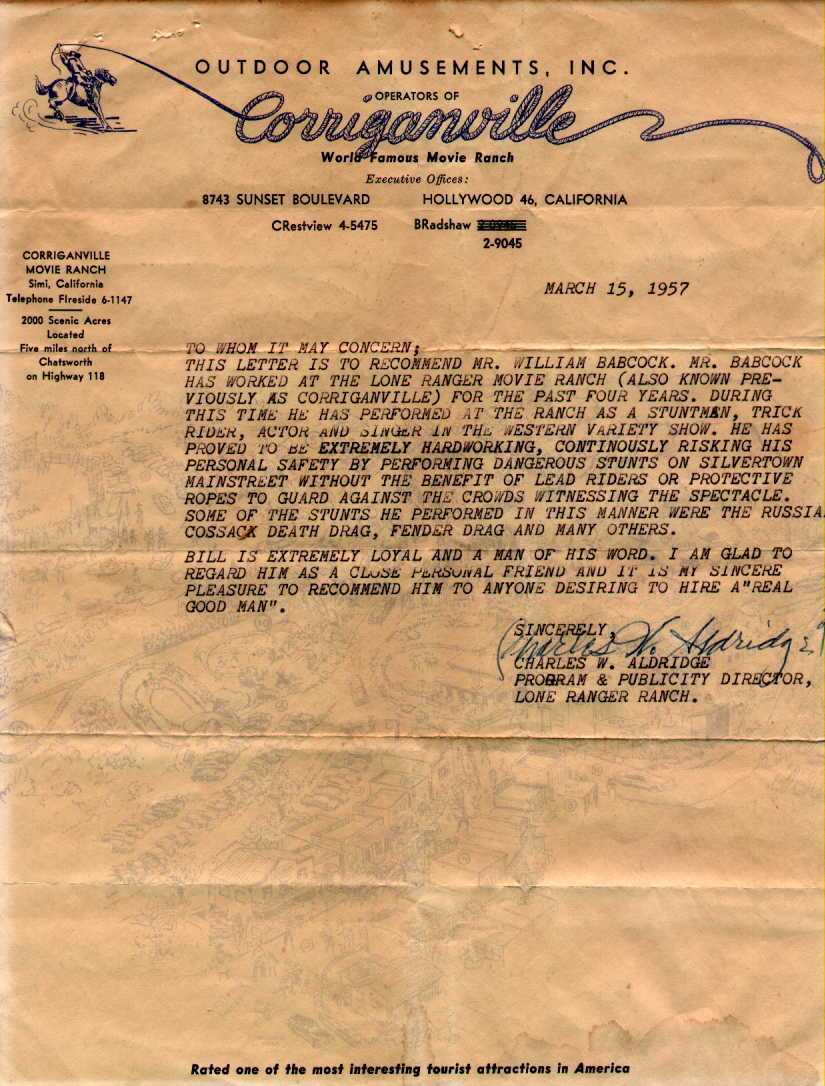 OUTDOOR AMUSEMENTS, INC.
OPERATORS OF
Corriganville
World Famous Movie Ranch
Executive Offices:
8743 SUNSET BOULEVARD HOLLYWOOD 46, CALIFORNIA
CRestview 4-5475 BRadshaw
2-9045
CORRIGANVILLE
MOVIE RANCH
Simi, California
Telephone FIreside 6-1147
2000 Scenic Acres
Located
Five miles north of
Chatsworth
on Highway 118
MARCH 15, 1957
TO WHOM IT MAY CONCERN;
THIS LETTER IS TO RECOMMEND MR. WILLIAM BABCOCK. MR. BABCOCK
HAS WORKED AT THE LONE RANGER MOVIE RANCH (ALSO KNOWN PRE-
VIOUSLY AS CORRIGANVILLE) FOR THE PAST FOUR YEARS. DURING
THIS TIME HE HAS PERFORMED AT THE RANCH AS A STUNTMAN, TRICK
RIDER, ACTOR AND SINGER IN THE WESTERN VARIETY SHOW. HE HAS
PROVED TO BE EXTREMELY HARDWORKING, CONTINOUSLY RISKING HIS
PERSONAL SAFETY BY PERFORMING DANGEROUS STUNTS ON SILVERTOWN
MAINSTREET WITHOUT THE BENEFIT OF LEAD RIDERS OR PROTECTIVE
ROPES TO GUARD AGAINST THE CROWDS WITNESSING THE SPECTACLE.
SOME OF THE STUNTS HE PERFORMED IN THIS MANNER WERE THE RUSSIA
COSSACK DEATH DRAG, FENDER DRAG AND MANY OTHERS.
BILL IS EXTREMELY LOYAL AND A MAN OF HIS WORD. I AM GLAD TO
REGARD HIM AS A CLOSE PERSONAL FRIEND AND IT IS MY SINCERE
PLEASURE TO RECOMMEND HIM TO ANYONE DESIRING TO HIRE A"REAL
GOOD MAN".
SINCERELY,
Charles W. Aldridge
CHARLES W. ALDRIDGE
PROGRAM & PUBLICITY DIRECTOR,
LONE RANGER RANCH.
Rated one of the most interesting tourist attractions in America